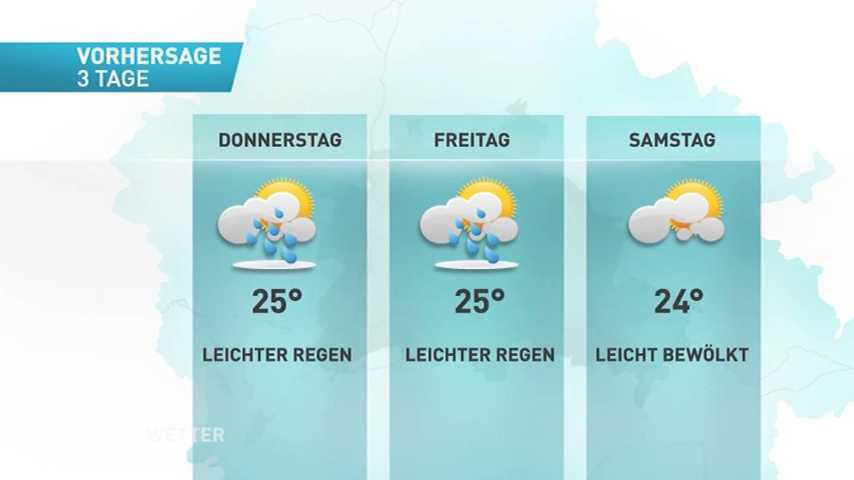 VORHERSAGE
3 TAGE
DONNERSTAG
FREITAG
SAMSTAG
25°
25°
24°
LEICHTER REGEN
LEICHTER REGEN
LEICHT BEWÖLKT
WETTER